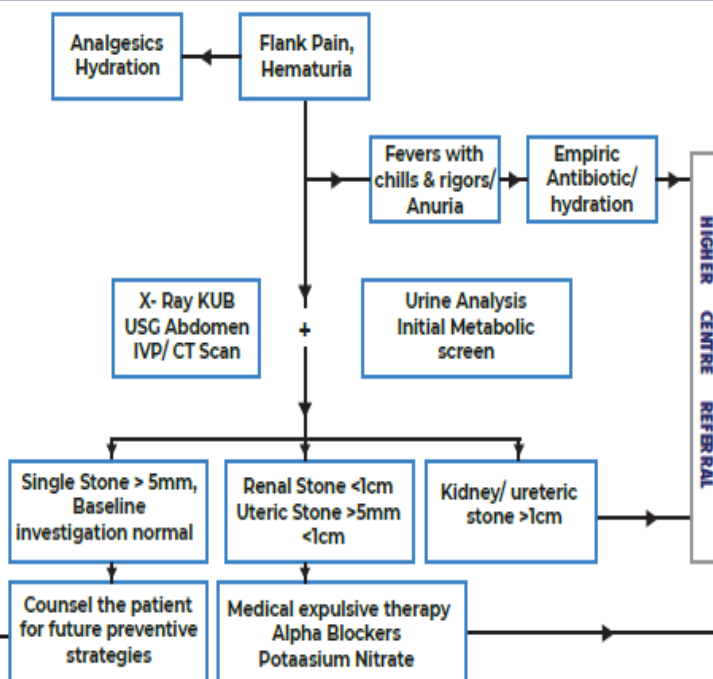 Analgesics
Hydration
Flank Pain,
Hematuria
Fevers with
chills & rigors/
Anuria
Empiric
Antibiotic/
hydration
HIGHER CENTRE REFERRAL
X- Ray KUB
USG Abdomen
IVP/ CT Scan
+
Urine Analysis
Initial Metabolic
screen
Single Stone > 5mm,
Baseline
investigation normal
Renal Stone <1cm
Uteric Stone >5mm
<1cm
Kidney/ ureteric
stone >1cm
Counsel the patient
for future preventive
strategies
Medical expulsive therapy
Alpha Blockers
Potaasium Nitrate